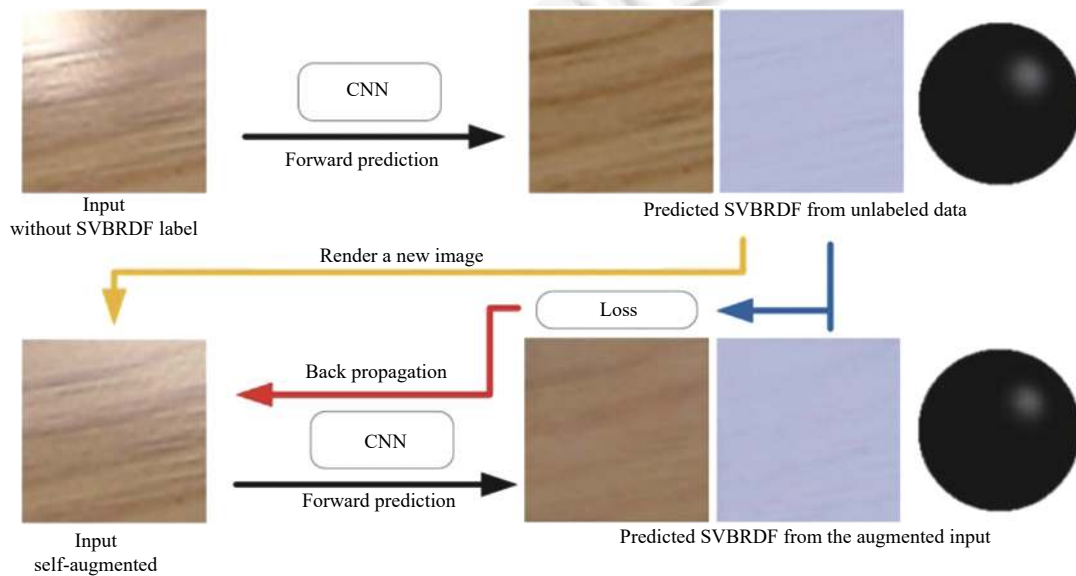 CNN
Forward prediction
Input
without SVBRDF label
Predicted SVBRDF from unlabeled data
Render a new image
Loss
Back propagation
CNN
Forward prediction
Input
self-augmented
Predicted SVBRDF from the augmented input